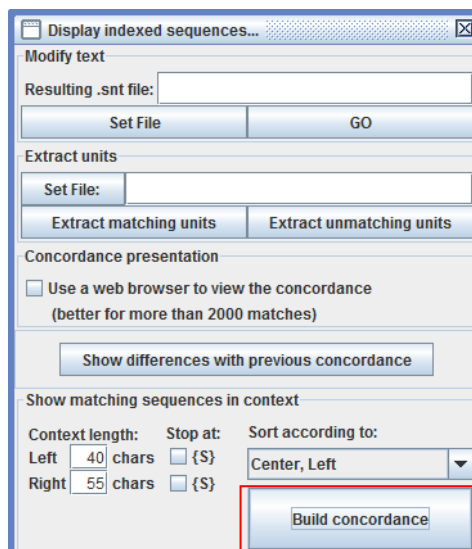 Display indexed sequences...
Modify text
Resulting .snt file:
Set File GO
Extract units
Set File:
Extract matching units Extract unmatching units
Concordance presentation
Use a web browser to view the concordance
(better for more than 2000 matches)
Show differences with previous concordance
Show matching sequences in context
Context length: Stop at: Sort according to:
Left 40 chars {S} Center, Left
Right 55 chars {S}
Build concordance